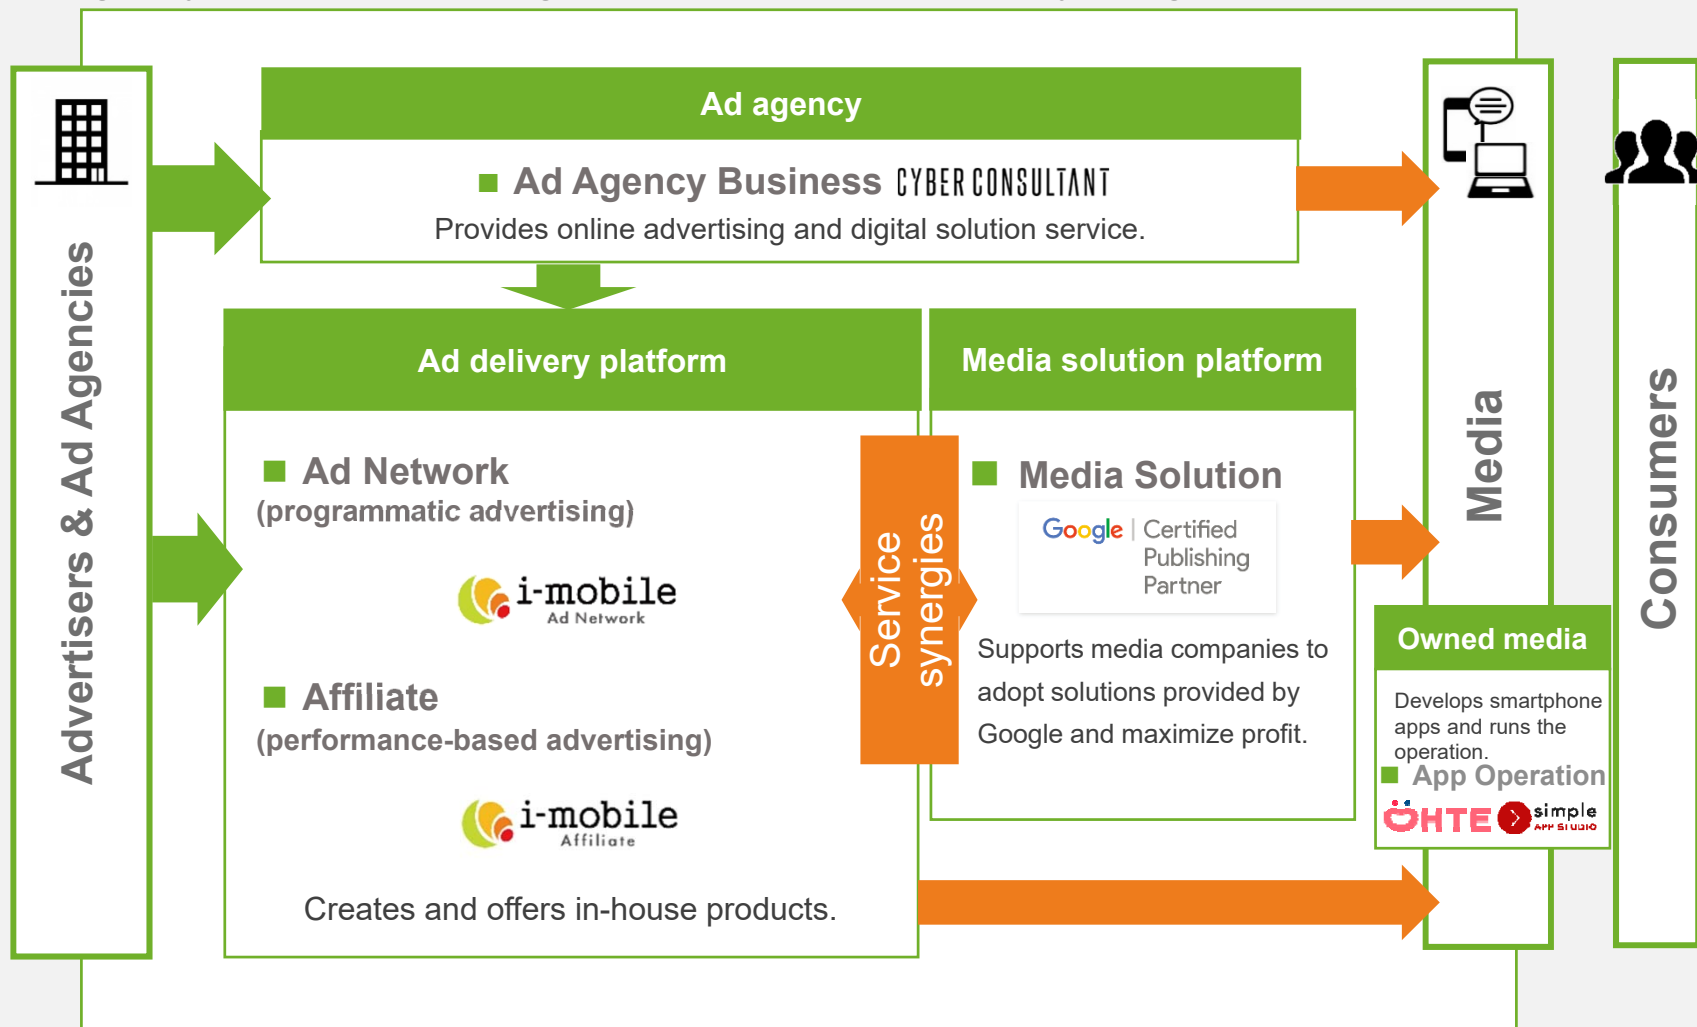 Advertisers & Ad Agencies
Ad agency
■ Ad Agency Business CYBER CONSULTANT
Provides online advertising and digital solution service.
Ad delivery platform
■ Ad Network
(programmatic advertising)
i-mobile
Ad Network
■ Affiliate
(performance-based advertising)
i-mobile
Affiliate
Creates and offers in-house products.
Service
synergies
Media solution platform
■ Media Solution
Google | Certified
Publishing
Partner
Supports media companies to
adopt solutions provided by
Google and maximize profit.
Media
Owned media
Develops smartphone
apps and runs the
operation.
■ App Operation
OHTE
simple
APP STUDIO
Consumers